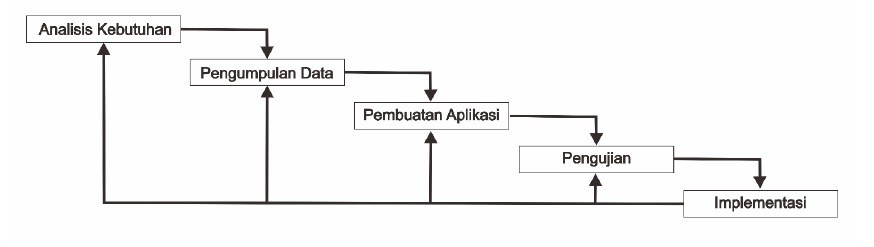 Analisis Kebutuhan
Pengumpulan Data
Pembuatan Aplikasi
Pengujian
Implementasi